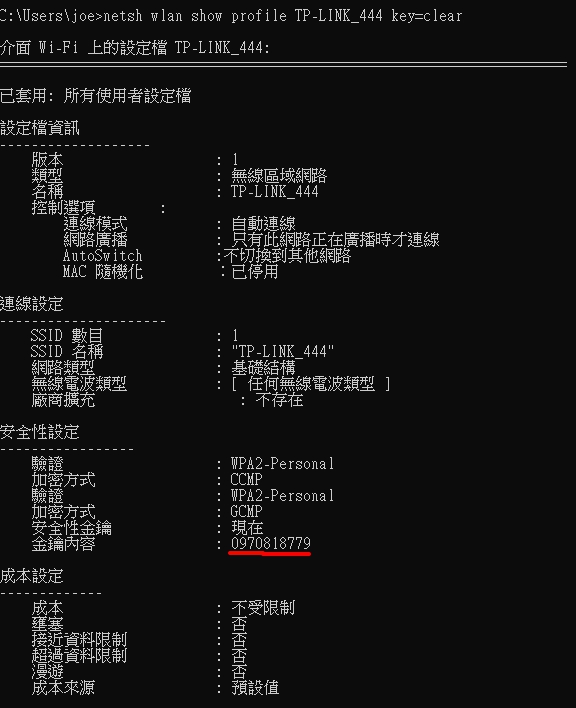 C:\Users\joe>netsh wlan show profile TP-LINK_444 key=clear
介面 Wi-Fi 上的設定檔 TP-LINK_444:
=======================================================================
已套用: 所有使用者設定檔
設定檔資訊
-------------------
版本 : 1
類型 : 無線區域網路
名稱 : TP-LINK_444
控制選項 :
連線模式 : 自動連線
網路廣播 : 只有此網路正在廣播時才連線
AutoSwitch :不切換到其他網路
MAC 隨機化 :已停用
連線設定
---------------------
SSID 數目 : 1
SSID 名稱 : "TP-LINK_444"
網路類型 : 基礎結構
無線電波類型 : [ 任何無線電波類型 ]
廠商擴充 : 不存在
安全性設定
-----------------
驗證 : WPA2-Personal
加密方式 : CCMP
驗證 : WPA2-Personal
加密方式 : GCMP
安全性金鑰 : 現在
金鑰內容 : 0970818779
成本設定
-------------
成本 : 不受限制
壅塞 : 否
接近資料限制 : 否
超過資料限制 : 否
漫遊 : 否
成本來源 : 預設值